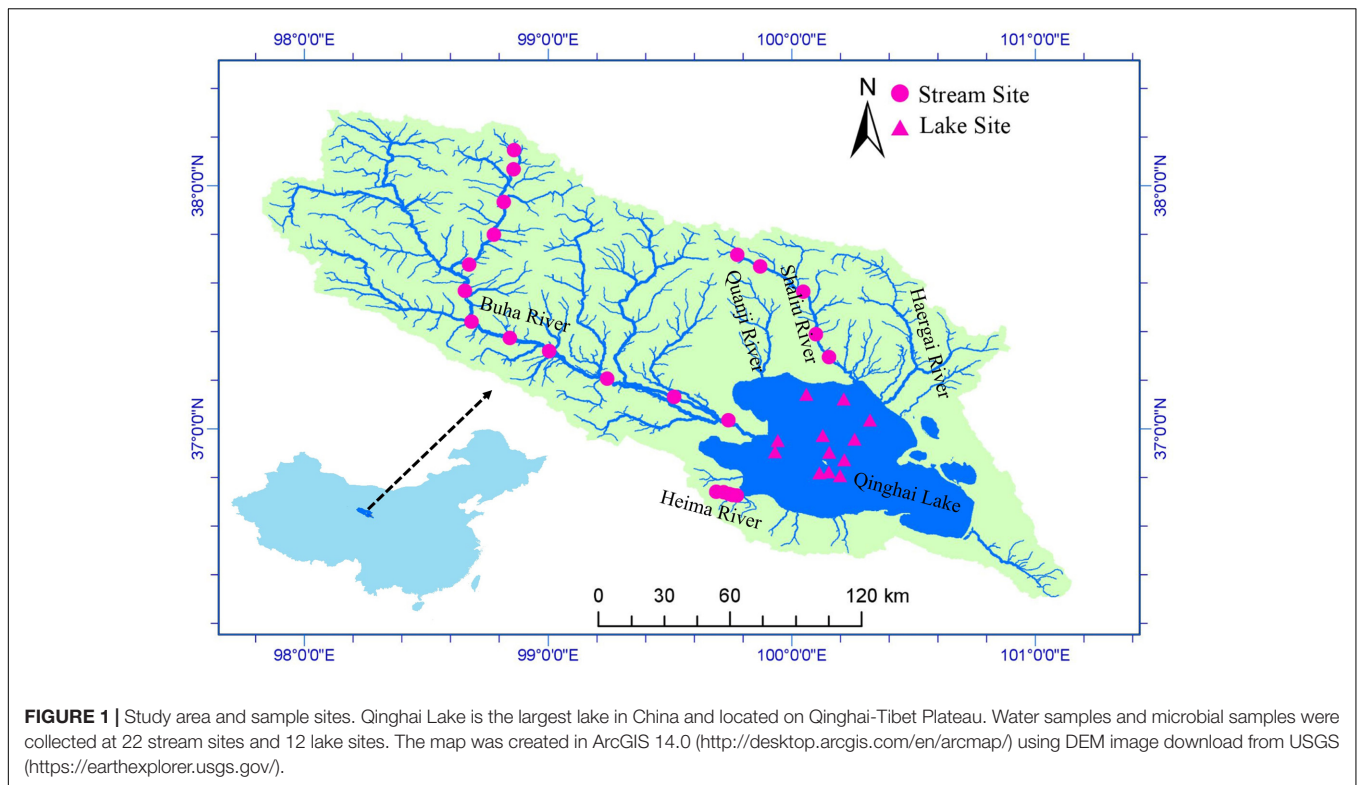 98°0'0"E 99°0'0"E 100°0'0"E 101°0'0"E
N
Stream Site
Lake Site
38°0'0"N
38°0'0"N
Quanji River
Shaliu River
Haergai River
Buha River
37°0'0"N
37°0'0"N
Qinghai Lake
Heima River
0 30 60 120 km
98°0'0"E 99°0'0"E 100°0'0"E 101°0'0"E
FIGURE 1 | Study area and sample sites. Qinghai Lake is the largest lake in China and located on Qinghai-Tibet Plateau. Water samples and microbial samples were
collected at 22 stream sites and 12 lake sites. The map was created in ArcGIS 14.0 (http://desktop.arcgis.com/en/arcmap/) using DEM image download from USGS
(https://earthexplorer.usgs.gov/).